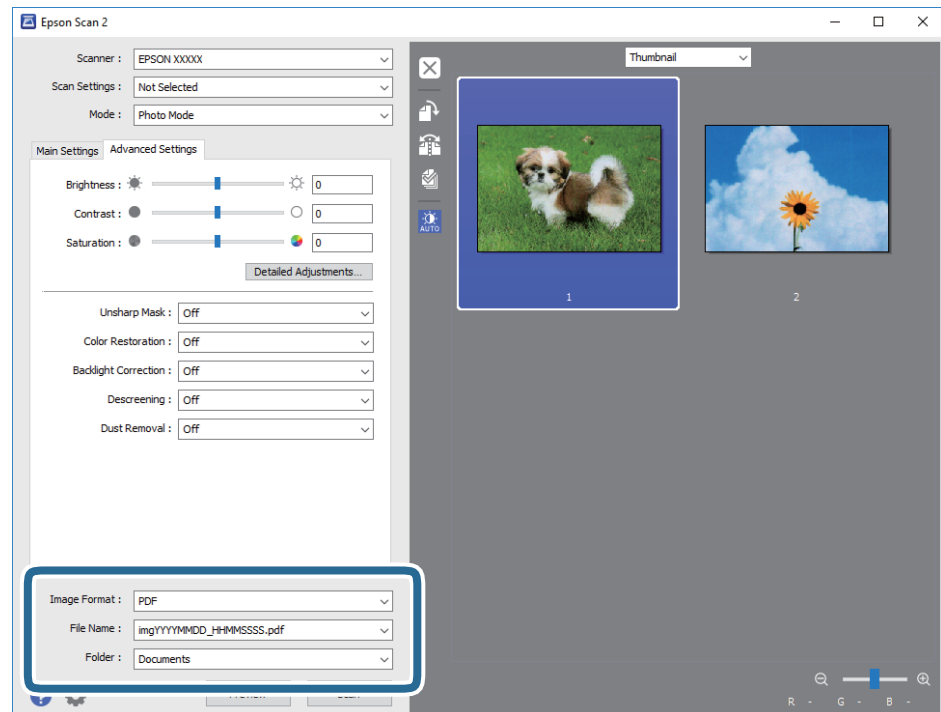 Epson Scan 2
Scanner : EPSON XXXXX
Scan Settings : Not Selected
Mode : Photo Mode
Main Settings Advanced Settings
Brightness : 0
Contrast : 0
Saturation : 0
Detailed Adjustments...
Unsharp Mask : Off
Color Restoration : Off
Backlight Correction : Off
Descreening : Off
Dust Removal : Off
Image Format : PDF
File Name : imgYYYYMMDD_HHMMSSSS.pdf
Folder : Documents
Thumbnail
AUTO
1
2
R - G - B -